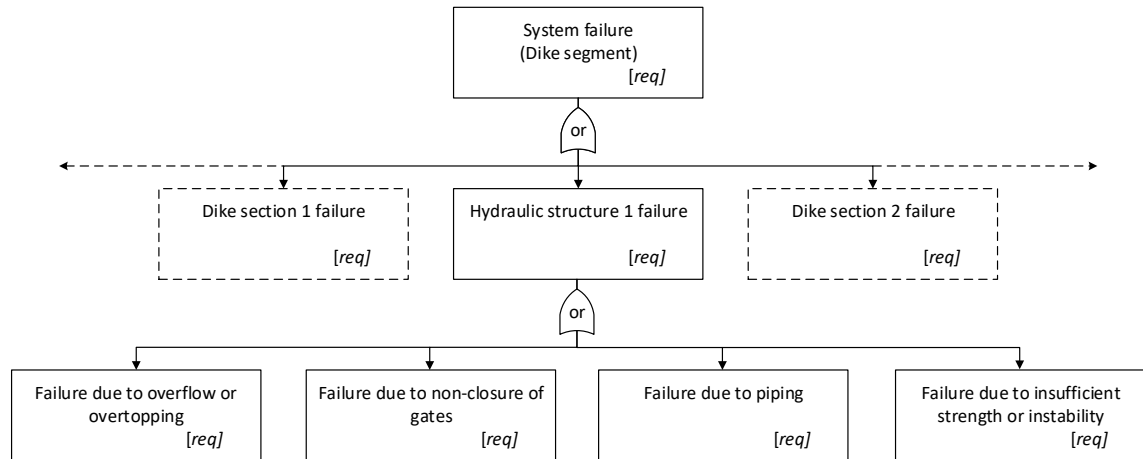 System failure
(Dike segment)
[req]
or
Dike section 1 failure
[req]
Hydraulic structure 1 failure
[req]
Dike section 2 failure
[req]
or
Failure due to overflow or
overtopping
[req]
Failure due to non-closure of
gates
[req]
Failure due to piping
[req]
Failure due to insufficient
strength or instability
[req]